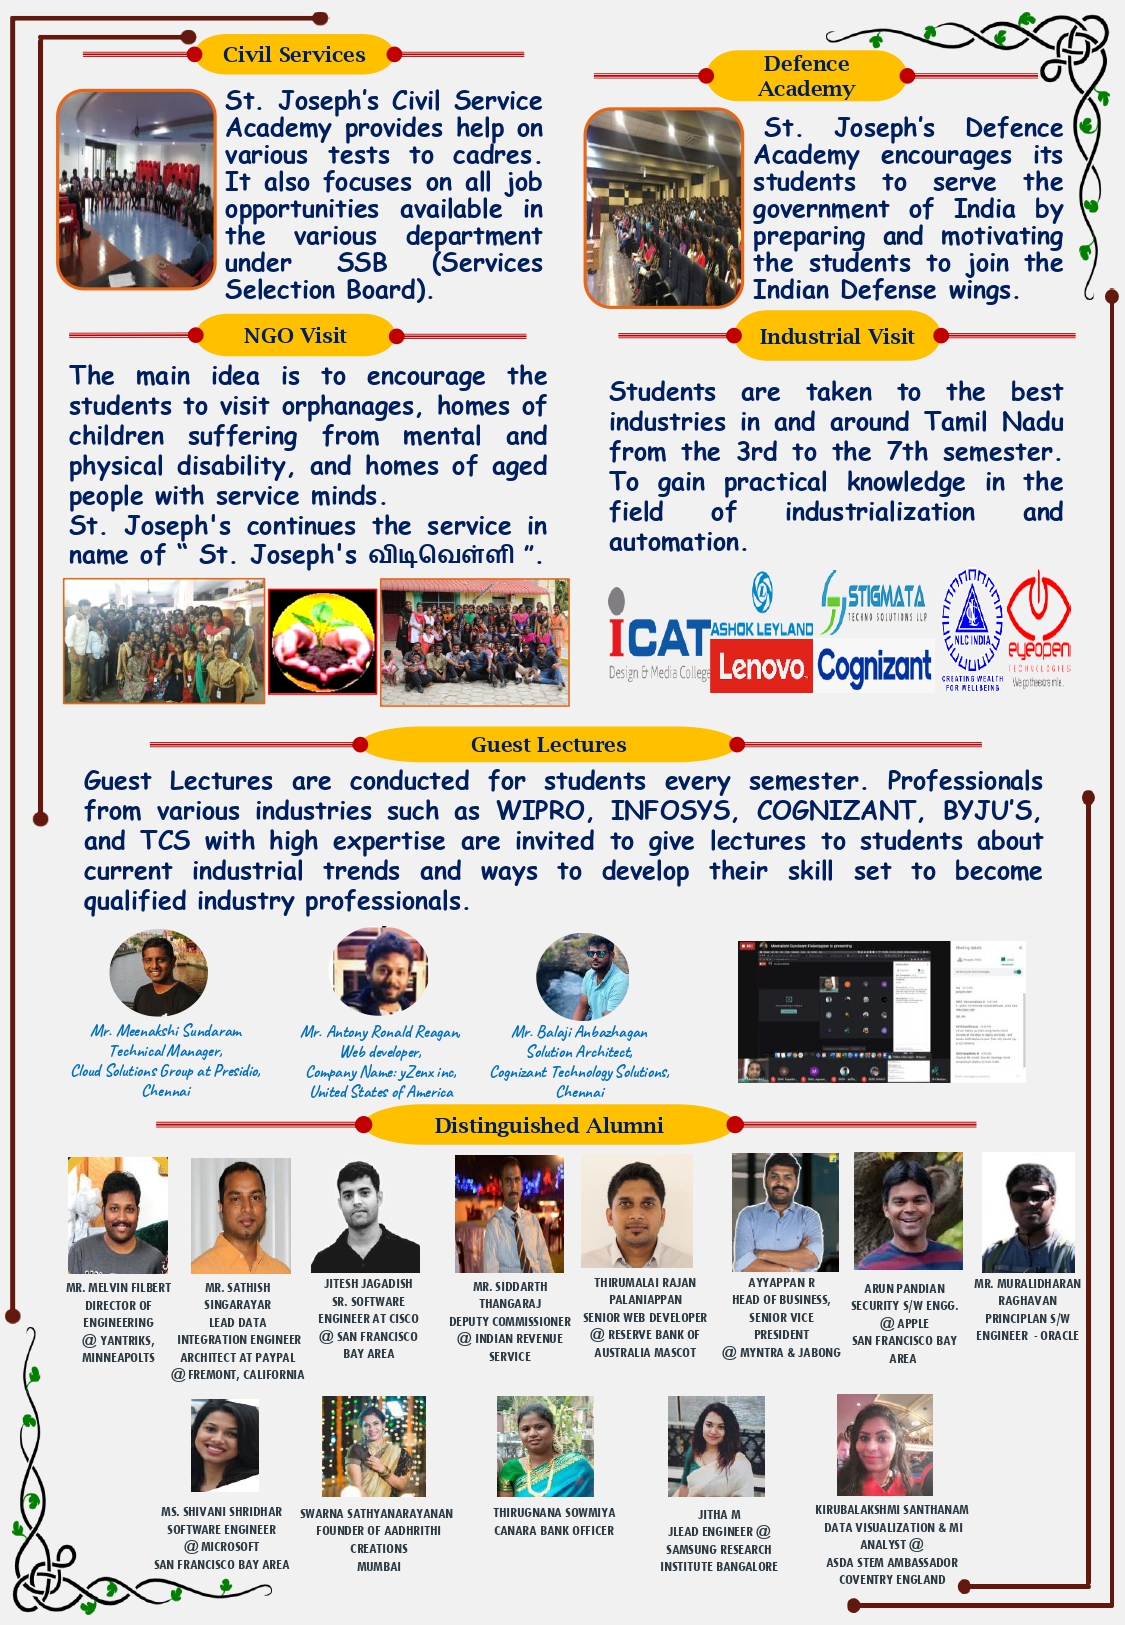 Civil Services
St. Joseph's Civil Service
Academy provides help on
various tests to cadres.
It also focuses on all job
opportunities available in
the various department
under SSB (Services
Selection Board).
Defence
Academy
St. Joseph's Defence
Academy encourages its
students to serve the
government of India by
preparing and motivating
the students to join the
Indian Defense wings.
NGO Visit
The main idea is to encourage the
students to visit orphanages, homes of
children suffering from mental and
physical disability, and homes of aged
people with service minds.
St. Joseph's continues the service in
name of “ St. Joseph's விடிவெள்ளி ”.
Industrial Visit
Students are taken to the best
industries in and around Tamil Nadu
from the 3rd to the 7th semester.
To gain practical knowledge in the
field of industrialization and
automation.
iCAT
Design & Media College
ASHOK LEYLAND
Lenovo
STIGMATA
TECHNO SOLUTIONS LLP
Cognizant
NLC INDIA
CREATING WEALTH
FOR WELLBEING
eyeopen
TECHNOLOGIES
We go the extra mile.
Guest Lectures
Guest Lectures are conducted for students every semester. Professionals
from various industries such as WIPRO, INFOSYS, COGNIZANT, BYJU'S,
and TCS with high expertise are invited to give lectures to students about
current industrial trends and ways to develop their skill set to become
qualified industry professionals.
Mr. Meenakshi Sundaram
Technical Manager,
Cloud Solutions Group at Presidio,
Chennai
Mr. Antony Ronald Reagan,
Web developer,
Company Name: yZenx inc,
United States of America
Mr. Balaji Anbazhagan
Solution Architect,
Cognizant Technology Solutions,
Chennai
Distinguished Alumni
MR. MELVIN FILBERT
DIRECTOR OF
ENGINEERING
@ YANTRIKS,
MINNEAPOLTS
MR. SATHISH
SINGARAYAR
LEAD DATA
INTEGRATION ENGINEER
ARCHITECT AT PAYPAL
@ FREMONT, CALIFORNIA
JITESH JAGADISH
SR. SOFTWARE
ENGINEER AT CISCO
@ SAN FRANCISCO
BAY AREA
MR. SIDDARTH
THANGARAJ
DEPUTY COMMISSIONER
@ INDIAN REVENUE
SERVICE
THIRUMALAI RAJAN
PALANIAPPAN
SENIOR WEB DEVELOPER
@ RESERVE BANK OF
AUSTRALIA MASCOT
AYYAPPAN R
HEAD OF BUSINESS,
SENIOR VICE
PRESIDENT
@ MYNTRA & JABONG
ARUN PANDIAN
SECURITY S/W ENGG.
@ APPLE
SAN FRANCISCO BAY
AREA
MR. MURALIDHARAN
RAGHAVAN
PRINCIPLAN S/W
ENGINEER - ORACLE
MS. SHIVANI SHRIDHAR
SOFTWARE ENGINEER
@ MICROSOFT
SAN FRANCISCO BAY AREA
SWARNA SATHYANARAYANAN
FOUNDER OF AADHRITHI
CREATIONS
MUMBAI
THIRUGNANA SOWMIYA
CANARA BANK OFFICER
JITHA M
JLEAD ENGINEER @
SAMSUNG RESEARCH
INSTITUTE BANGALORE
KIRUBALAKSHMI SANTHANAM
DATA VISUALIZATION & MI
ANALYST @
ASDA STEM AMBASSADOR
COVENTRY ENGLAND